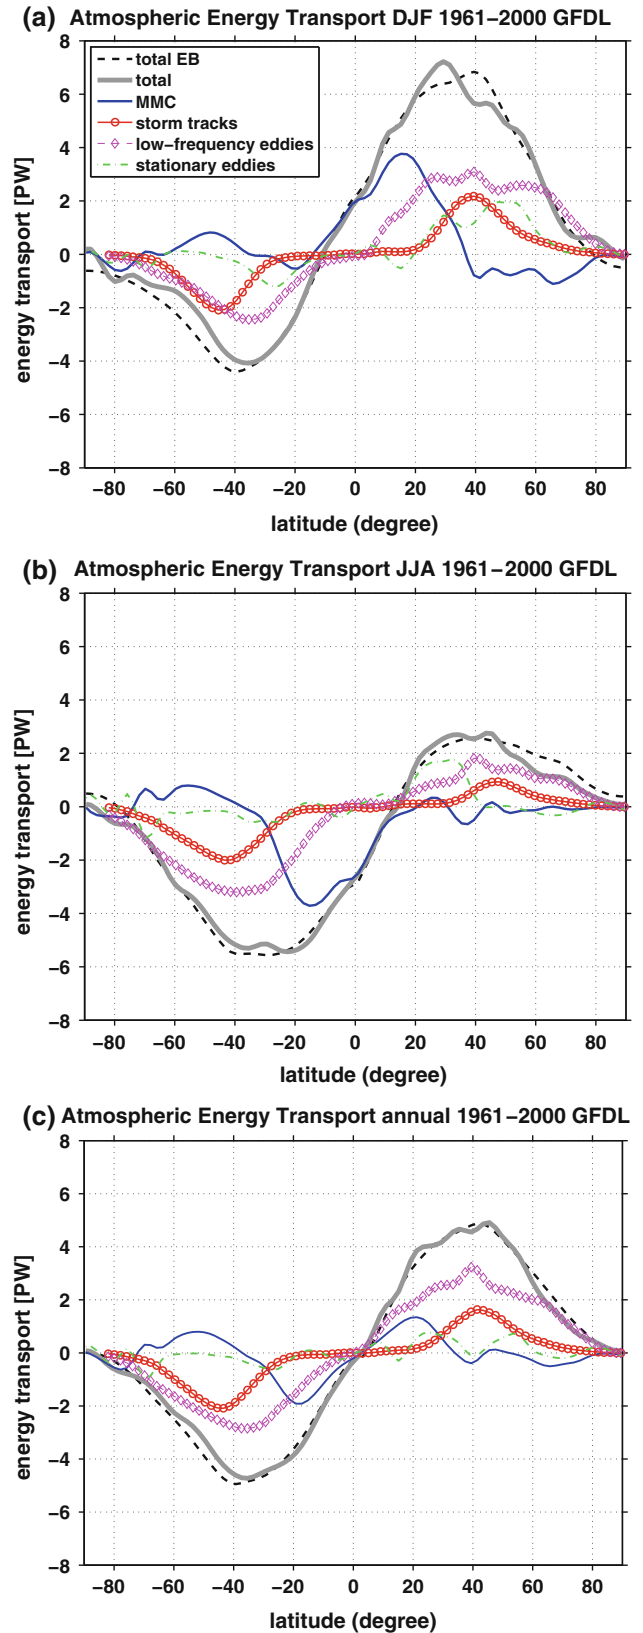 (a) Atmospheric Energy Transport DJF 1961−2000 GFDL
total EB
total
MMC
storm tracks
low−frequency eddies
stationary eddies
energy transport [PW]
8
6
4
2
0
−2
−4
−6
−8
−80 −60 −40 −20 0 20 40 60 80
latitude (degree)
(b) Atmospheric Energy Transport JJA 1961−2000 GFDL
energy transport [PW]
8
6
4
2
0
−2
−4
−6
−8
−80 −60 −40 −20 0 20 40 60 80
latitude (degree)
(c) Atmospheric Energy Transport annual 1961−2000 GFDL
energy transport [PW]
8
6
4
2
0
−2
−4
−6
−8
−80 −60 −40 −20 0 20 40 60 80
latitude (degree)